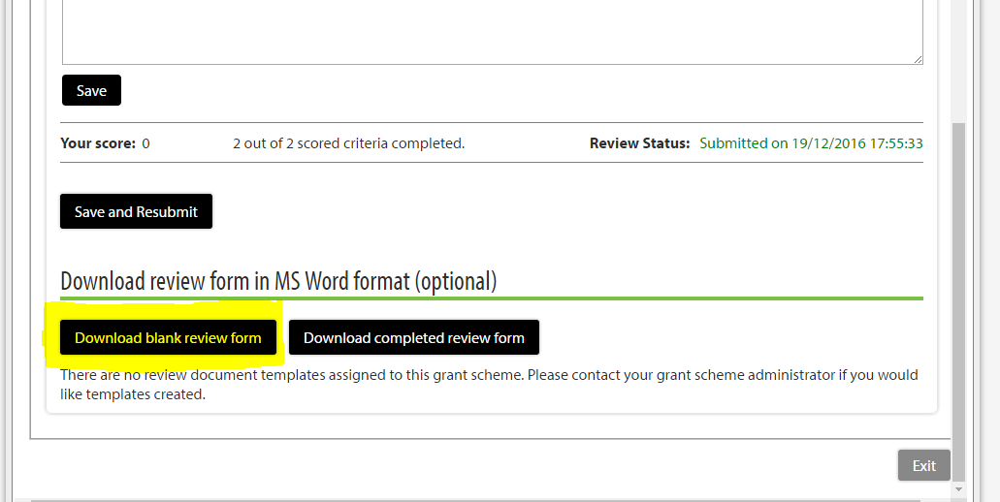 Save
Your score: 0 2 out of 2 scored criteria completed. Review Status: Submitted on 19/12/2016 17:55:33
Save and Resubmit
Download review form in MS Word format (optional)
Download blank review form Download completed review form
There are no review document templates assigned to this grant scheme. Please contact your grant scheme administrator if you would
like templates created.
Exit